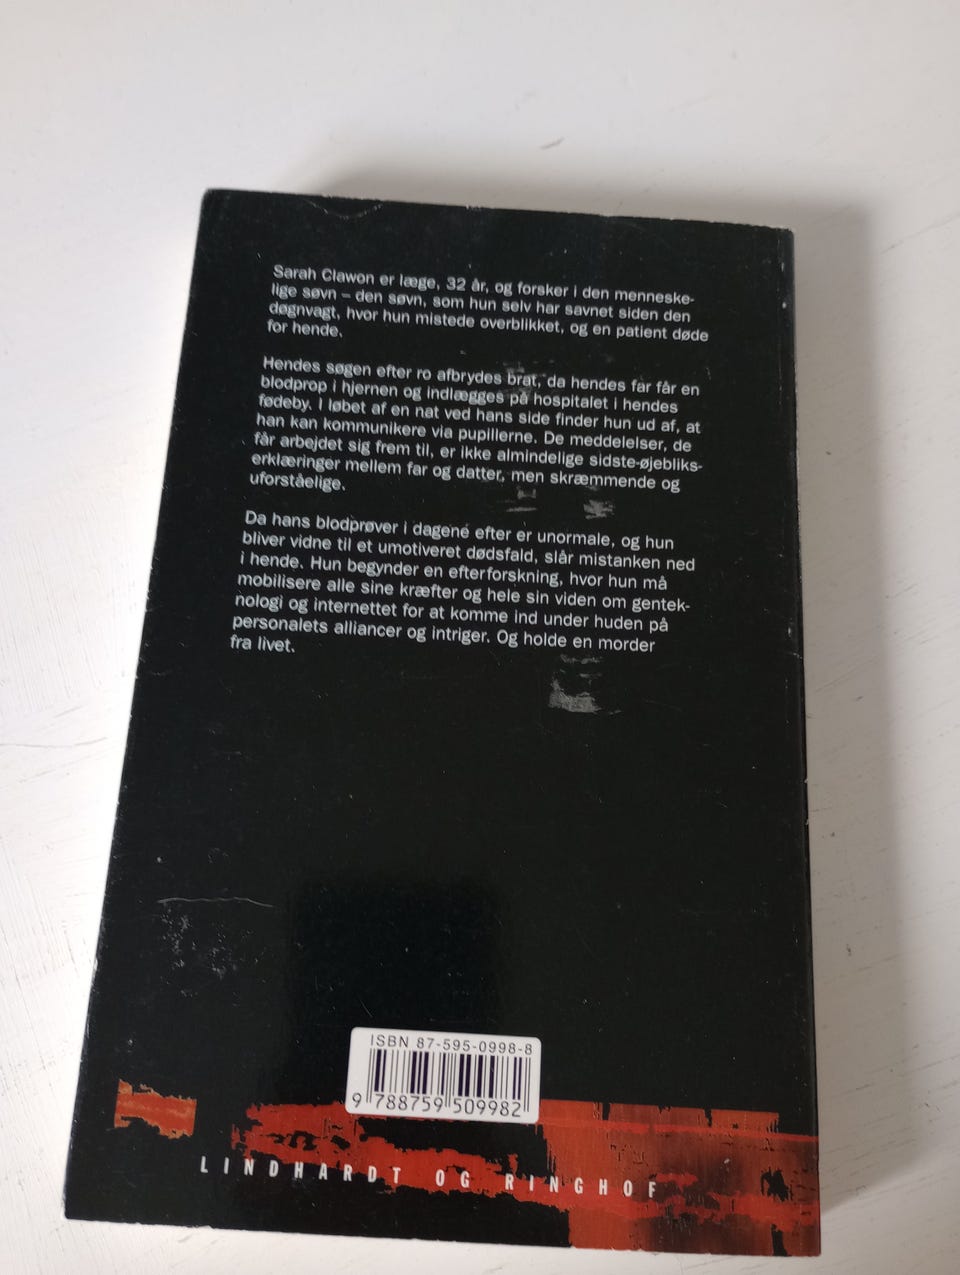 Sarah Clawon er læge, 32 år, og forsker i den menneske-
lige søvn – den søvn, som hun selv har savnet siden den
døgnvagt, hvor hun mistede overblikket, og en patient døde
for hende.
Hendes søgen efter ro afbrydes brat, da hendes far får en
blodprop i hjernen og indlægges på hospitalet i hendes
fødeby. I løbet af en nat ved hans side finder hun ud af, at
han kan kommunikere via pupillerne. De meddelelser, de
får arbejdet sig frem til, er ikke almindelige sidste-øjebliks-
erklæringer mellem far og datter, men skræmmende og
uforståelige.
Da hans blodprøver i dagene efter er unormale, og hun
bliver vidne til et umotiveret dødsfald, slår mistanken ned
i hende. Hun begynder en efterforskning, hvor hun må
mobilisere alle sine kræfter og hele sin viden om gentek-
nologi og internettet for at komme ind under huden på
personalets alliancer og intriger. Og holde en morder
fra livet.
ISBN 87-595-0998-8
9 788759 509982
LINDHARDT OG RINGHOF